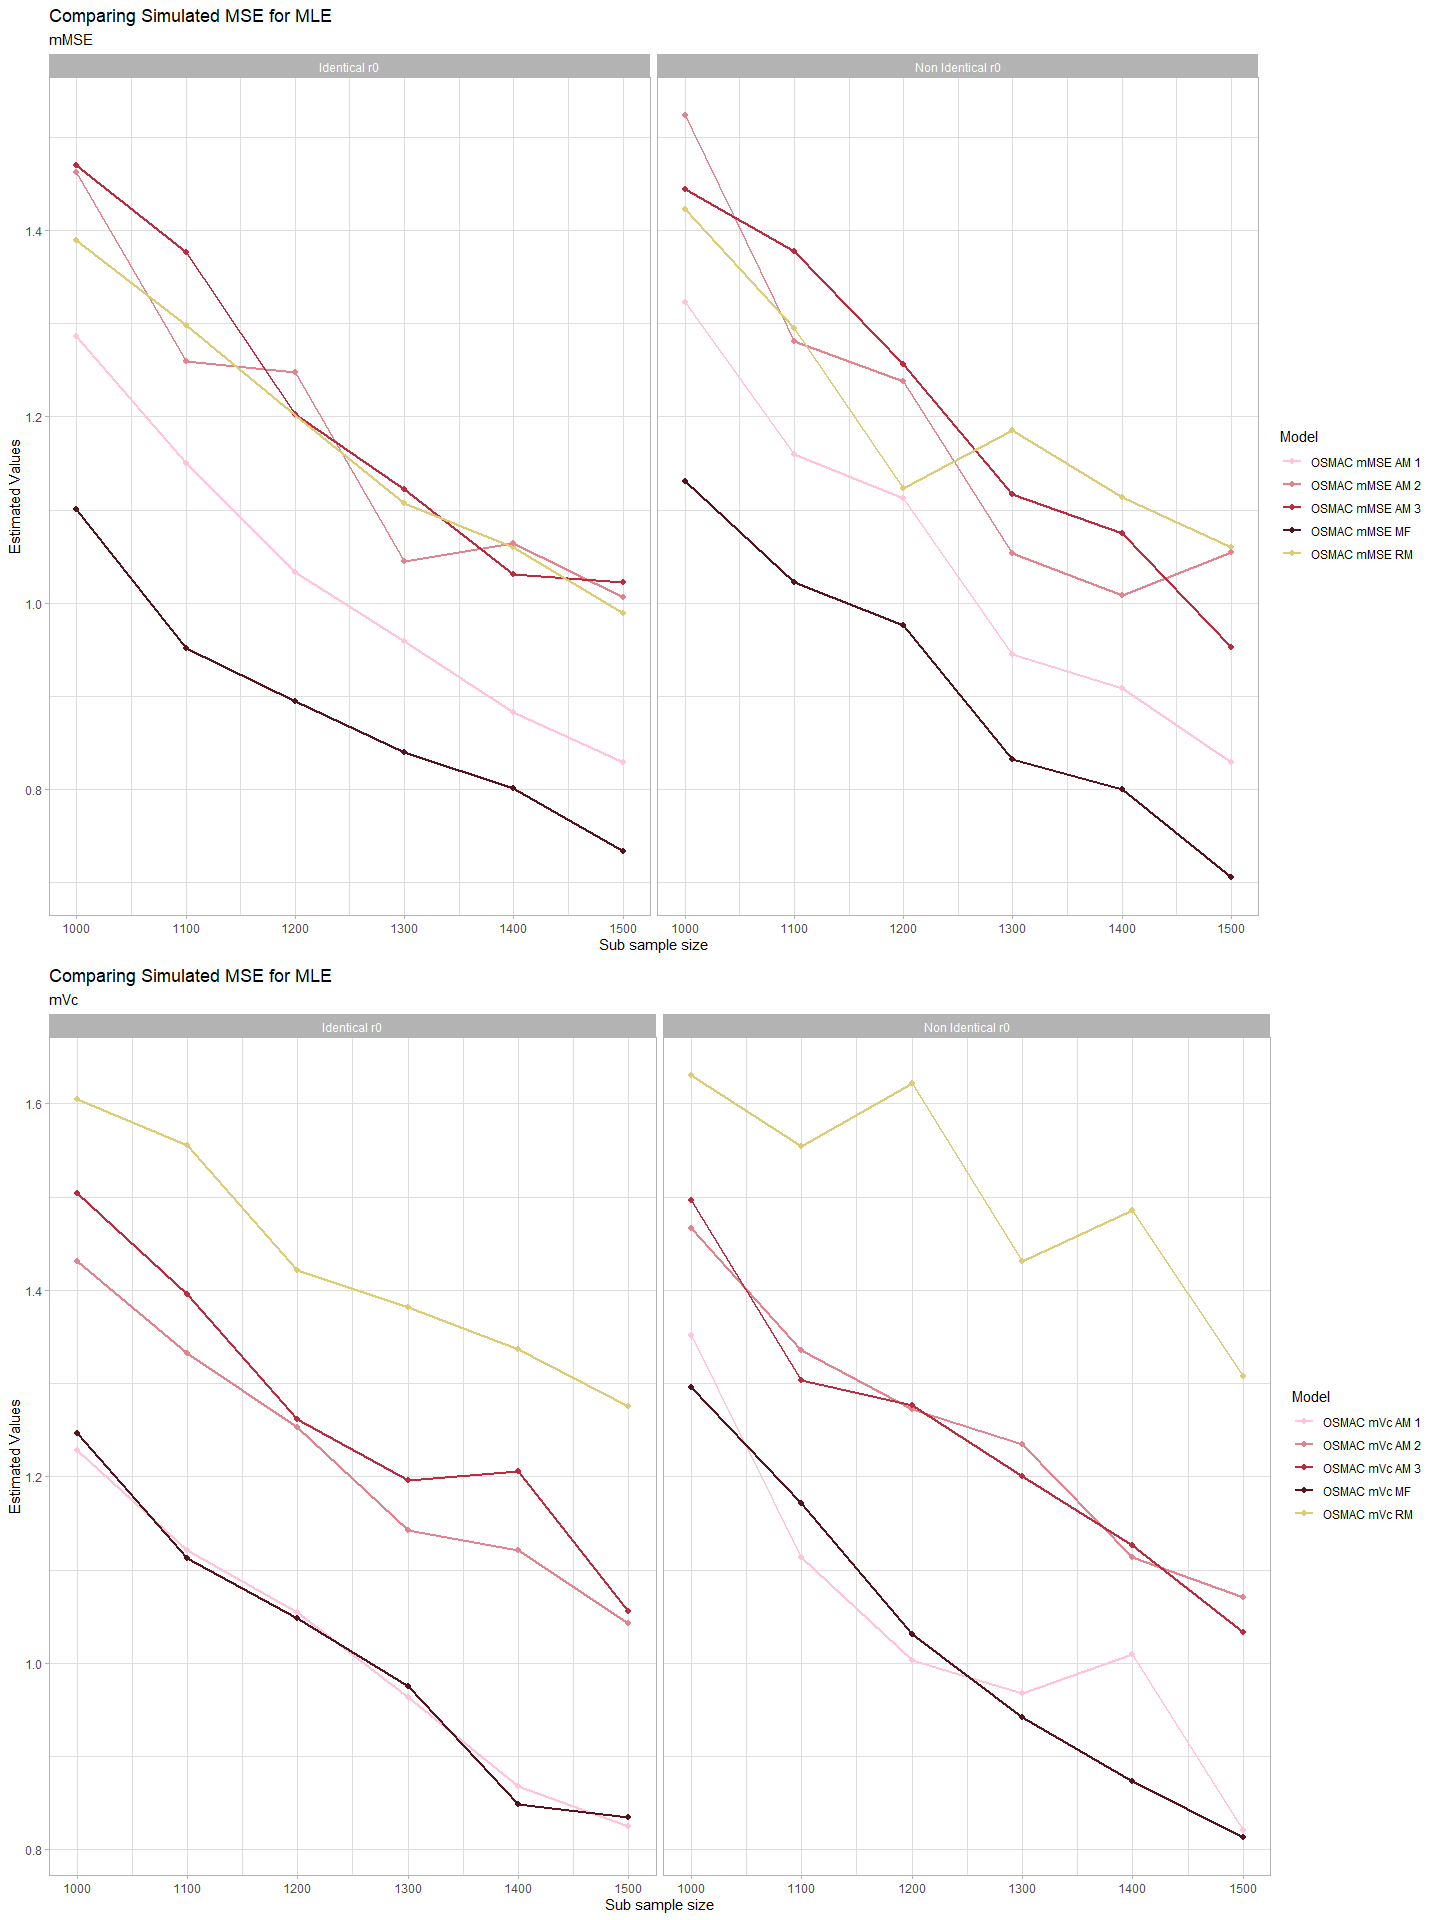 Comparing Simulated MSE for MLE
mMSE
Identical r0
Non Identical r0
Estimated Values
1.4
1.2
1.0
0.8
1000 1100 1200 1300 1400 1500
1000 1100 1200 1300 1400 1500
Sub sample size
Model
OSMAC mMSE AM 1
OSMAC mMSE AM 2
OSMAC mMSE AM 3
OSMAC mMSE MF
OSMAC mMSE RM
Comparing Simulated MSE for MLE
mVc
Identical r0
Non Identical r0
Estimated Values
1.6
1.4
1.2
1.0
0.8
1000 1100 1200 1300 1400 1500
1000 1100 1200 1300 1400 1500
Sub sample size
Model
OSMAC mVc AM 1
OSMAC mVc AM 2
OSMAC mVc AM 3
OSMAC mVc MF
OSMAC mVc RM